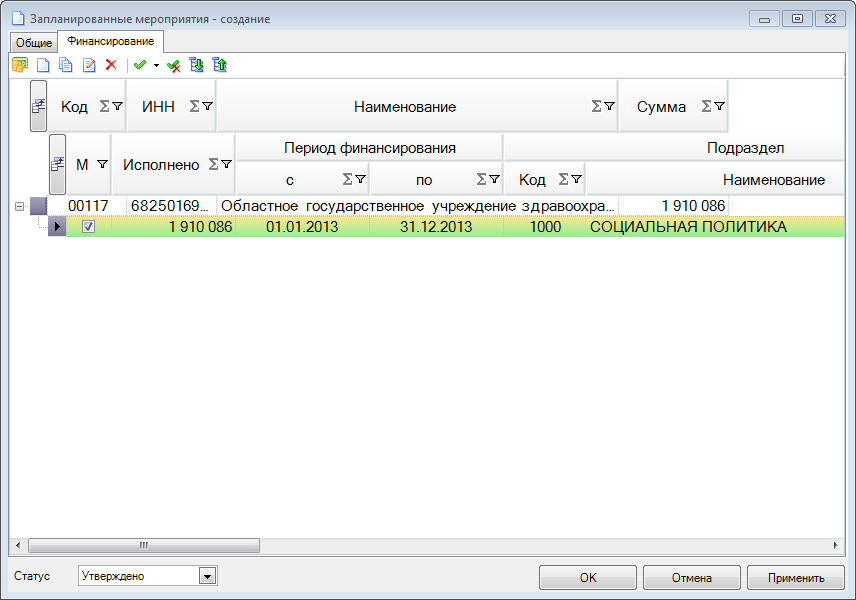 Запланированные мероприятия - создание
Общие Финансирование
Код ИНН Наименование Сумма
М Исполнено Период финансирования Подраздел
с по Код Наименование
00117 68250169... Областное государственное учреждение здравоохра... 1 910 086
1 910 086 01.01.2013 31.12.2013 1000 СОЦИАЛЬНАЯ ПОЛИТИКА
Статус Утверждено OK Отмена Применить